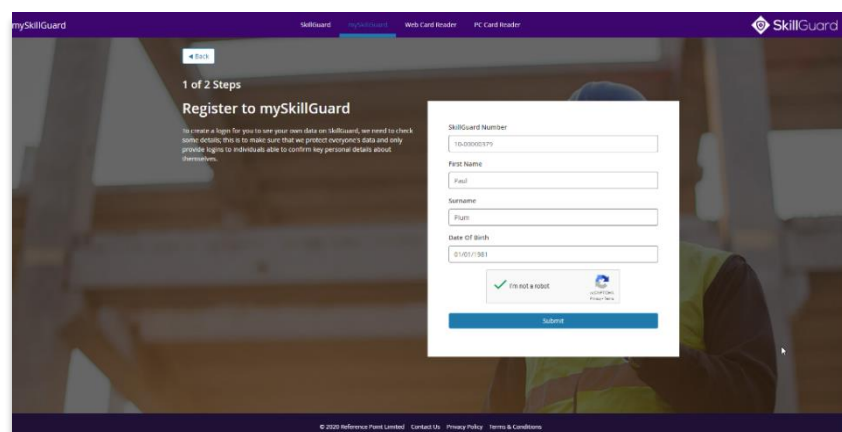 mySkillGuard
SkillGuard mySkillGuard Web Card Reader PC Card Reader
SkillGuard
◄ Back
1 of 2 Steps
Register to mySkillGuard
To create a login for you to see your own data on SkillGuard, we need to check
some details; this is to make sure that we protect everyone's data and only
provide logins to individuals able to confirm key personal details about
themselves.
SkillGuard Number
First Name
Paul
Surname
Date Of Birth
01/01/1981
I'm not a robot
reCAPTCHA
Privacy - Terms
Submit
© 2020 Reference Point Limited Contact Us Privacy Policy Terms & Conditions